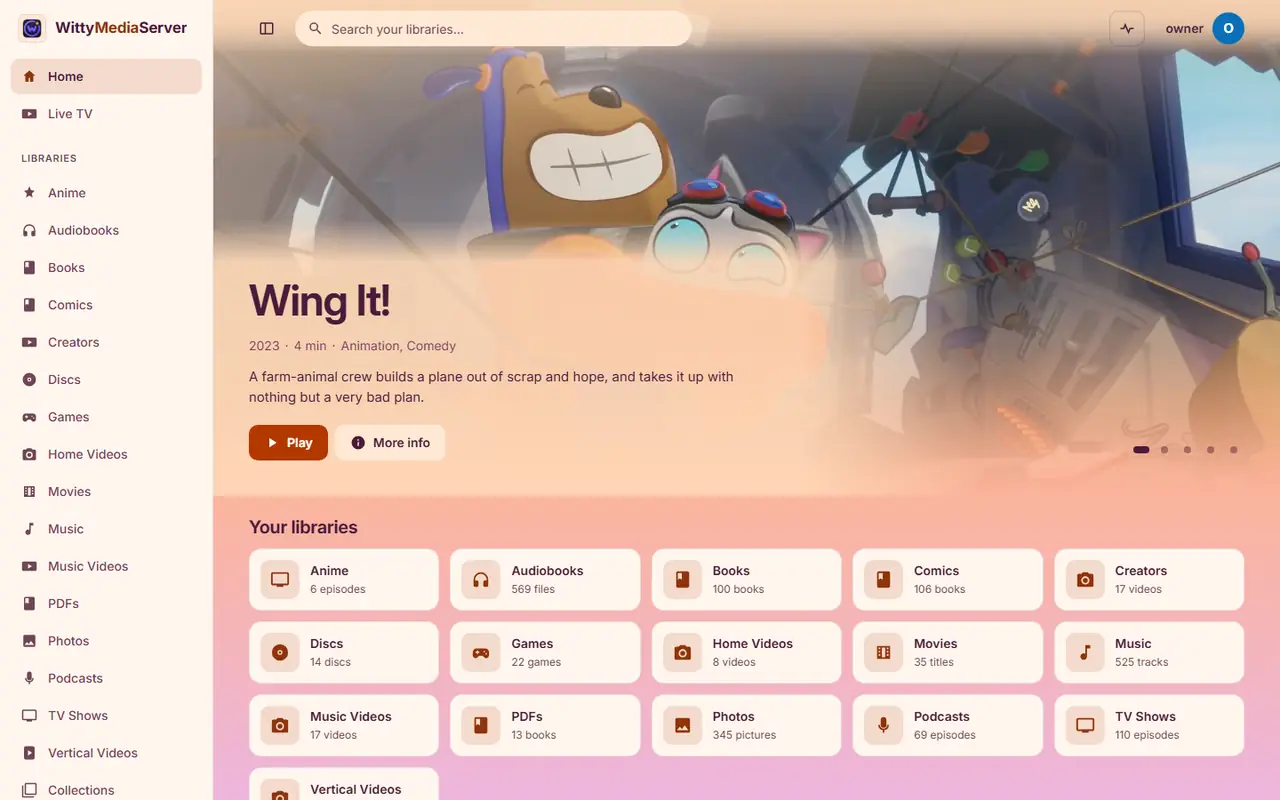 WittyMediaServer
Search your libraries...
owner
O
Home
Live TV
LIBRARIES
Anime
Audiobooks
Books
Comics
Creators
Discs
Games
Home Videos
Movies
Music
Music Videos
PDFs
Photos
Podcasts
TV Shows
Vertical Videos
Collections
Wing It!
2023 · 4 min · Animation, Comedy
A farm-animal crew builds a plane out of scrap and hope, and takes it up with
nothing but a very bad plan.
Play
More info
Your libraries
Anime
6 episodes
Audiobooks
569 files
Books
100 books
Comics
106 books
Creators
17 videos
Discs
14 discs
Games
22 games
Home Videos
8 videos
Movies
35 titles
Music
525 tracks
Music Videos
17 videos
PDFs
13 books
Photos
345 pictures
Podcasts
69 episodes
TV Shows
110 episodes
Vertical Videos